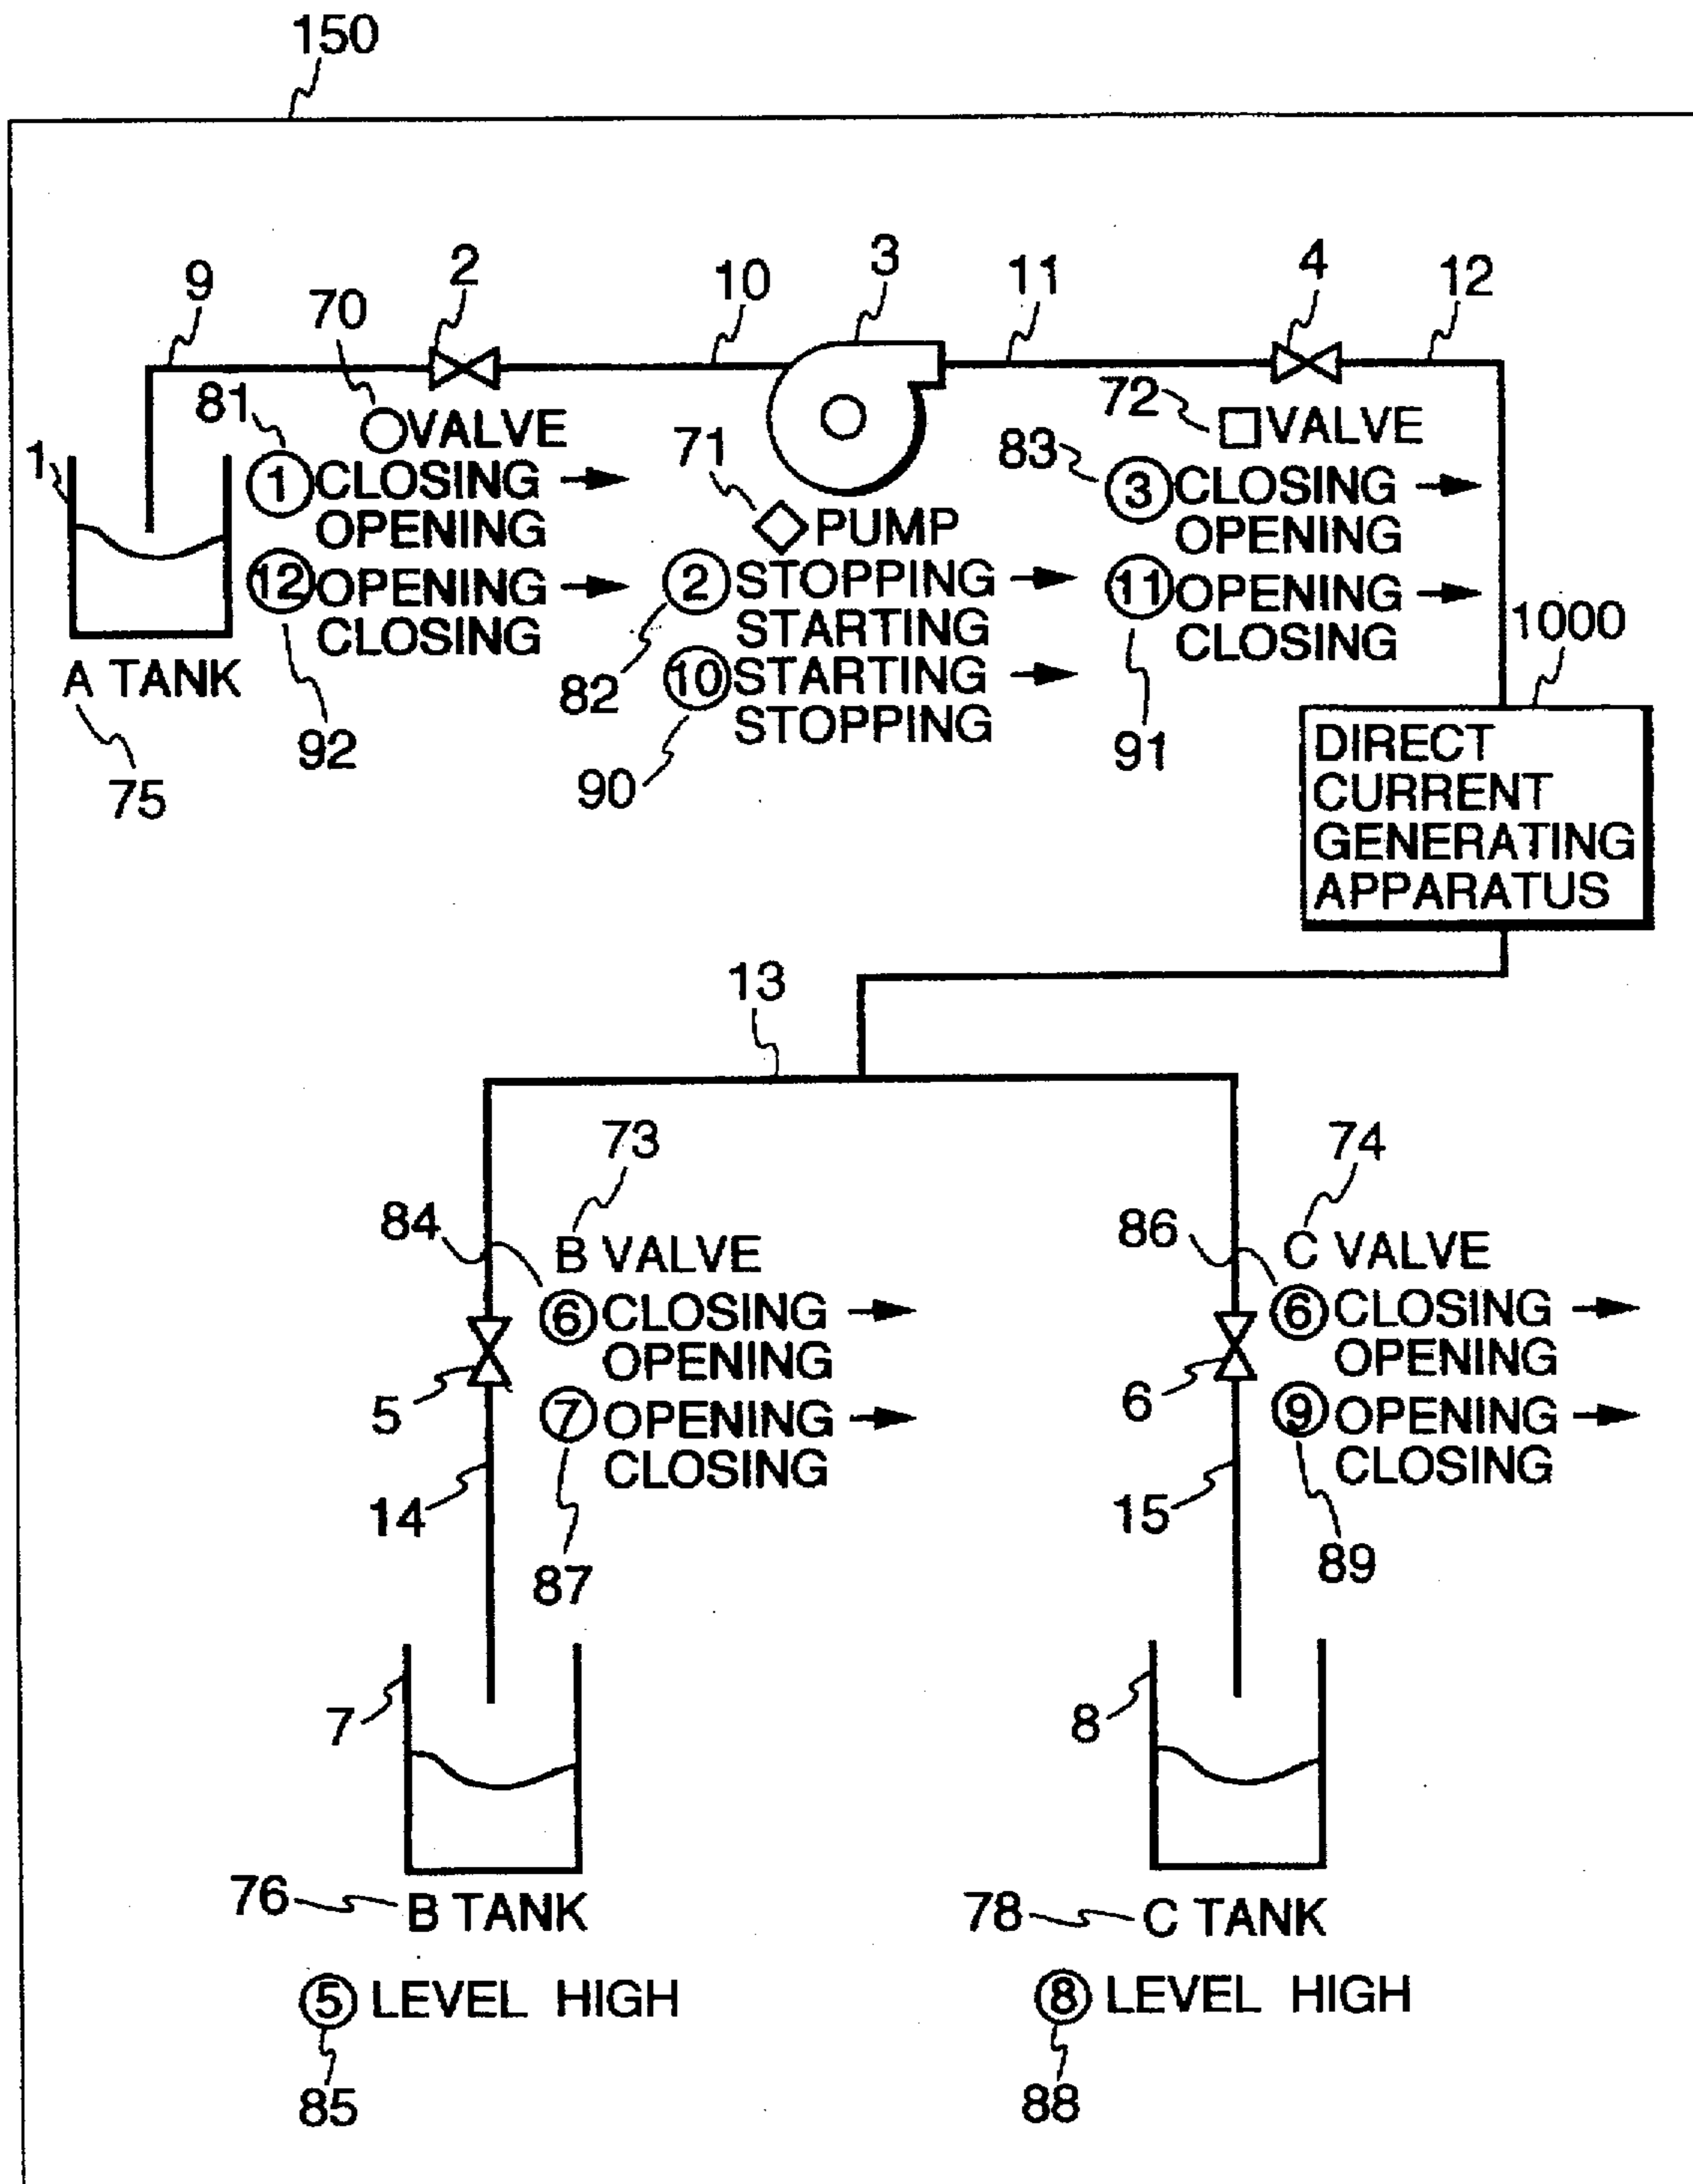 150
9
2
10
3
11
4
12
70
81
VALVE
72
VALVE
1
1 CLOSING
OPENING
71
83
3 CLOSING
OPENING
PUMP
12 OPENING
CLOSING
2 STOPPING
STARTING
11 OPENING
CLOSING
1000
A TANK
82
10 STARTING
STOPPING
92
91
75
90
DIRECT
CURRENT
GENERATING
APPARATUS
13
73
74
84
B VALVE
86
C VALVE
6 CLOSING
OPENING
6 CLOSING
OPENING
5
7 OPENING
CLOSING
6
9 OPENING
CLOSING
14
87
15
89
7
8
76
B TANK
78
C TANK
5 LEVEL HIGH
8 LEVEL HIGH
85
88